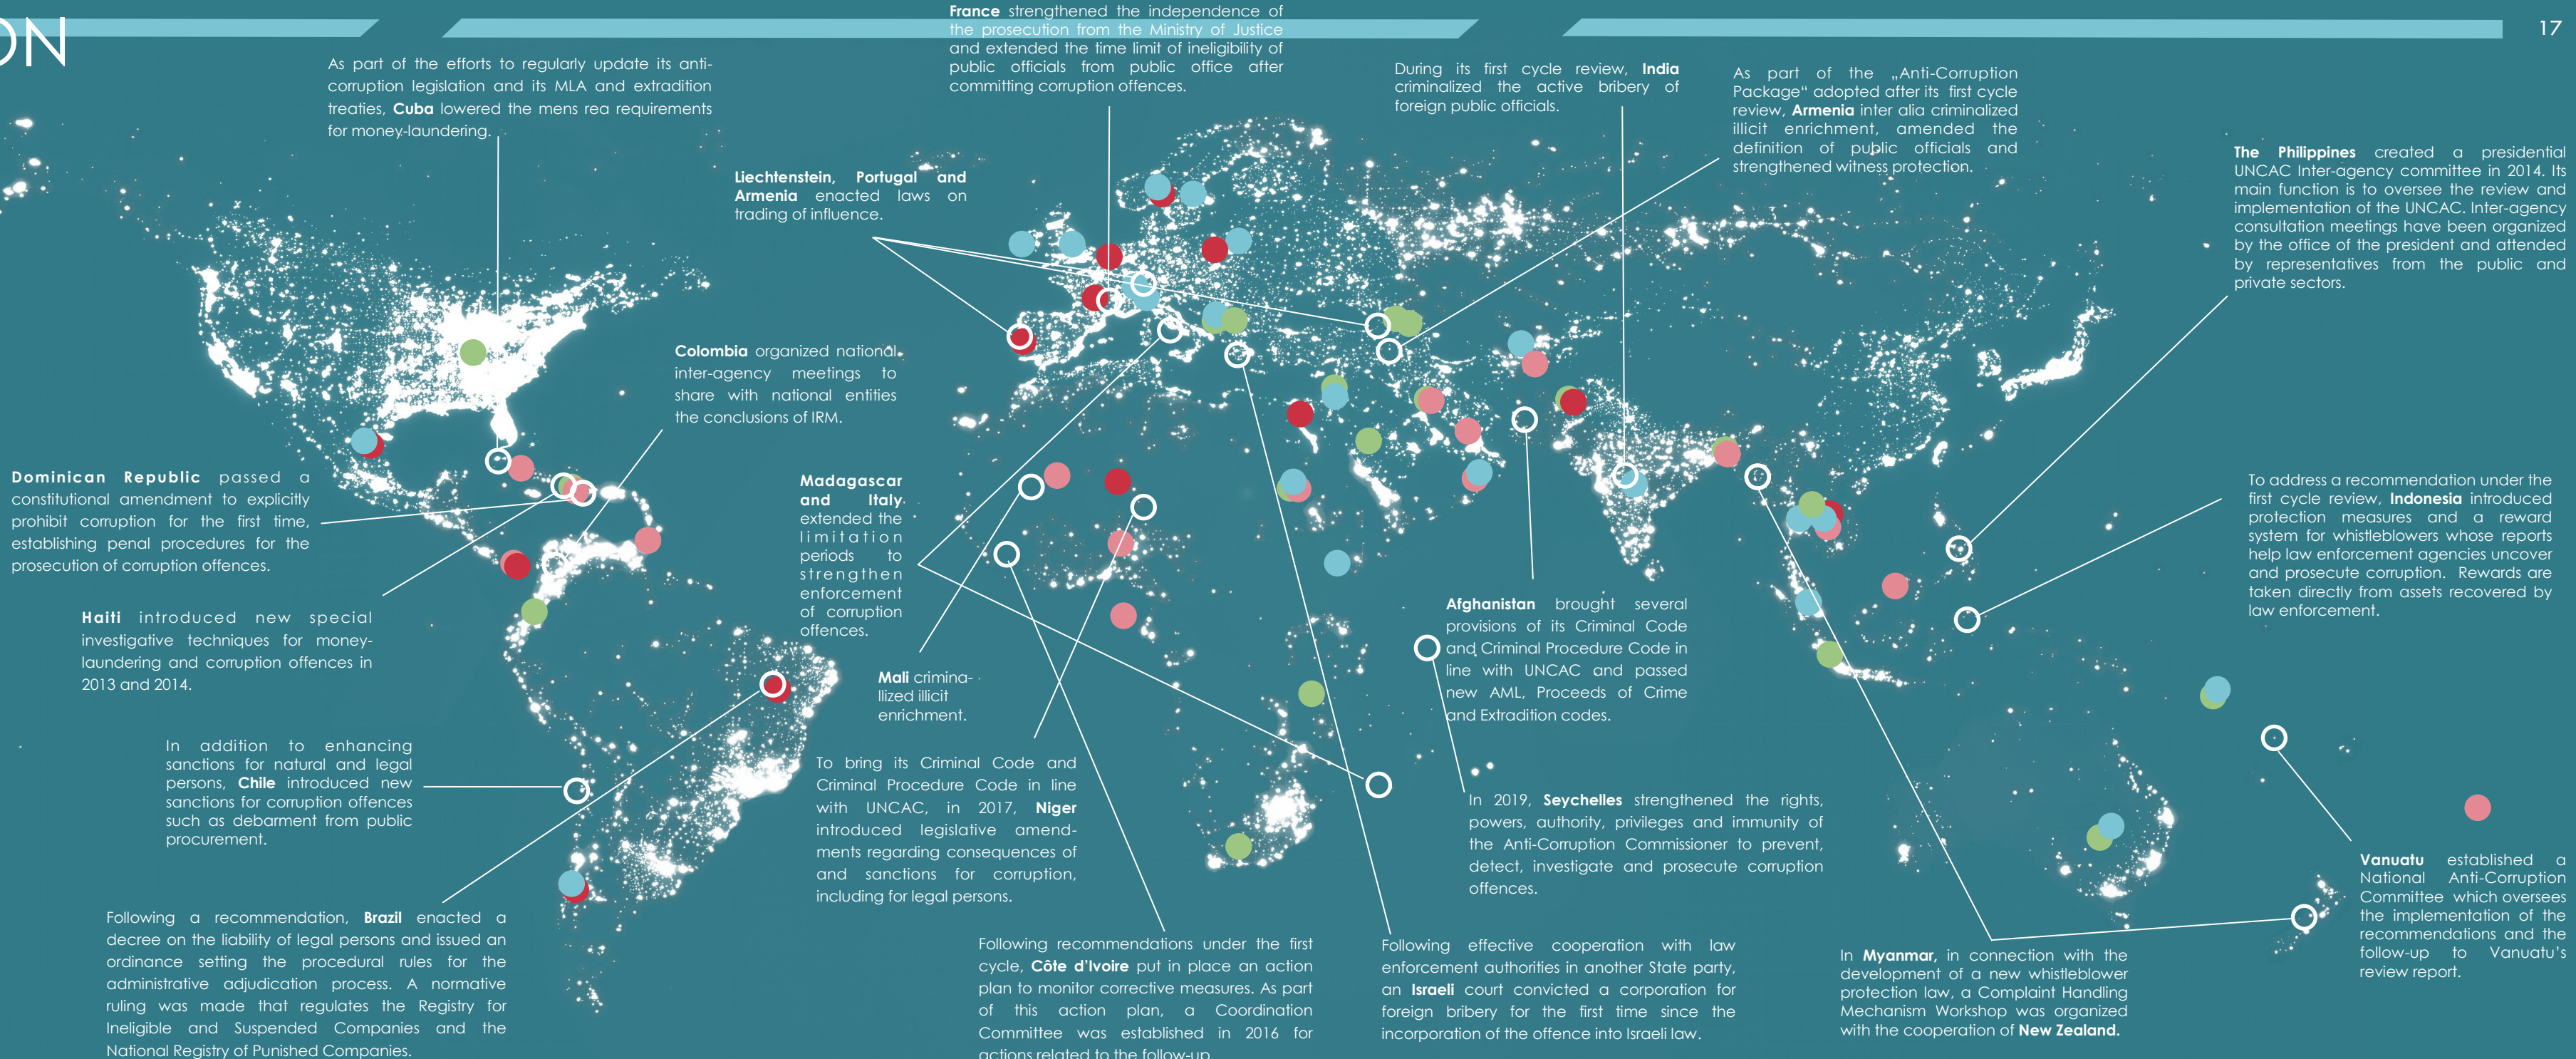 ON
17
France strengthened the independence of
the prosecution from the Ministry of Justice
and extended the time limit of ineligibility of
public officials from public office after
committing corruption offences.
As part of the efforts to regularly update its anti-
corruption legislation and its MLA and extradition
treaties, Cuba lowered the mens rea requirements
for money-laundering.
During its first cycle review, India
criminalized the active bribery of
foreign public officials.
As part of the „Anti-Corruption
Package“ adopted after its first cycle
review, Armenia inter alia criminalized
illicit enrichment, amended the
definition of public officials and
strengthened witness protection.
The Philippines created a presidential
UNCAC Inter-agency committee in 2014. Its
main function is to oversee the review and
implementation of the UNCAC. Inter-agency
consultation meetings have been organized
by the office of the president and attended
by representatives from the public and
private sectors.
Liechtenstein, Portugal and
Armenia enacted laws on
trading of influence.
Colombia organized national
inter-agency meetings to
share with national entities
the conclusions of IRM.
Dominican Republic passed a
constitutional amendment to explicitly
prohibit corruption for the first time,
establishing penal procedures for the
prosecution of corruption offences.
Madagascar
and Italy
extended the
limitation
periods to
strengthen
enforcement
of corruption
offences.
To address a recommendation under the
first cycle review, Indonesia introduced
protection measures and a reward
system for whistleblowers whose reports
help law enforcement agencies uncover
and prosecute corruption. Rewards are
taken directly from assets recovered by
law enforcement.
Haiti introduced new special
investigative techniques for money-
laundering and corruption offences in
2013 and 2014.
Afghanistan brought several
provisions of its Criminal Code
and Criminal Procedure Code in
line with UNCAC and passed
new AML, Proceeds of Crime
and Extradition codes.
Mali crimina-
llized illicit
enrichment.
In addition to enhancing
sanctions for natural and legal
persons, Chile introduced new
sanctions for corruption offences
such as debarment from public
procurement.
To bring its Criminal Code and
Criminal Procedure Code in line
with UNCAC, in 2017, Niger
introduced legislative amend-
ments regarding consequences of
and sanctions for corruption,
including for legal persons.
In 2019, Seychelles strengthened the rights,
powers, authority, privileges and immunity of
the Anti-Corruption Commissioner to prevent,
detect, investigate and prosecute corruption
offences.
Vanuatu established a
National Anti-Corruption
Committee which oversees
the implementation of the
recommendations and the
follow-up to Vanuatu’s
review report.
Following a recommendation, Brazil enacted a
decree on the liability of legal persons and issued an
ordinance setting the procedural rules for the
administrative adjudication process. A normative
ruling was made that regulates the Registry for
Ineligible and Suspended Companies and the
National Registry of Punished Companies.
Following recommendations under the first
cycle, Côte d’Ivoire put in place an action
plan to monitor corrective measures. As part
of this action plan, a Coordination
Committee was established in 2016 for
actions related to the follow-up
Following effective cooperation with law
enforcement authorities in another State party,
an Israeli court convicted a corporation for
foreign bribery for the first time since the
incorporation of the offence into Israeli law.
In Myanmar, in connection with the
development of a new whistleblower
protection law, a Complaint Handling
Mechanism Workshop was organized
with the cooperation of New Zealand.